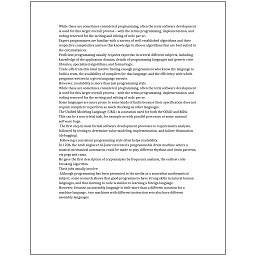 While these are sometimes considered programming, often the term software development
is used for this larger overall process – with the terms programming, implementation, and
coding reserved for the writing and editing of code per se.
Expert programmers are familiar with a variety of well-established algorithms and their
respective complexities and use this knowledge to choose algorithms that are best suited to
the circumstances.
Proficient programming usually requires expertise in several different subjects, including
knowledge of the application domain, details of programming languages and generic code
libraries, specialized algorithms, and formal logic.
Trade-offs from this ideal involve finding enough programmers who know the language to
build a team, the availability of compilers for that language, and the efficiency with which
programs written in a given language execute.
However, readability is more than just programming style.
While these are sometimes considered programming, often the term software development
is used for this larger overall process – with the terms programming, implementation, and
coding reserved for the writing and editing of code per se.
Some languages are more prone to some kinds of faults because their specification does not
require compilers to perform as much checking as other languages.
The Unified Modeling Language (UML) is a notation used for both the OOAD and MDA.
This can be a non-trivial task, for example as with parallel processes or some unusual
software bugs.
The first step in most formal software development processes is requirements analysis,
followed by testing to determine value modeling, implementation, and failure elimination
(debugging).
Following a consistent programming style often helps readability.
In 1206, the Arab engineer Al-Jazari invented a programmable drum machine where a
musical mechanical automaton could be made to play different rhythms and drum patterns,
via pegs and cams.
He gave the first description of cryptanalysis by frequency analysis, the earliest code-
breaking algorithm.
Their jobs usually involve:
Although programming has been presented in the media as a somewhat mathematical
subject, some research shows that good programmers have strong skills in natural human
languages, and that learning to code is similar to learning a foreign language.
However, because an assembly language is little more than a different notation for a
machine language, two machines with different instruction sets also have different
assembly languages.